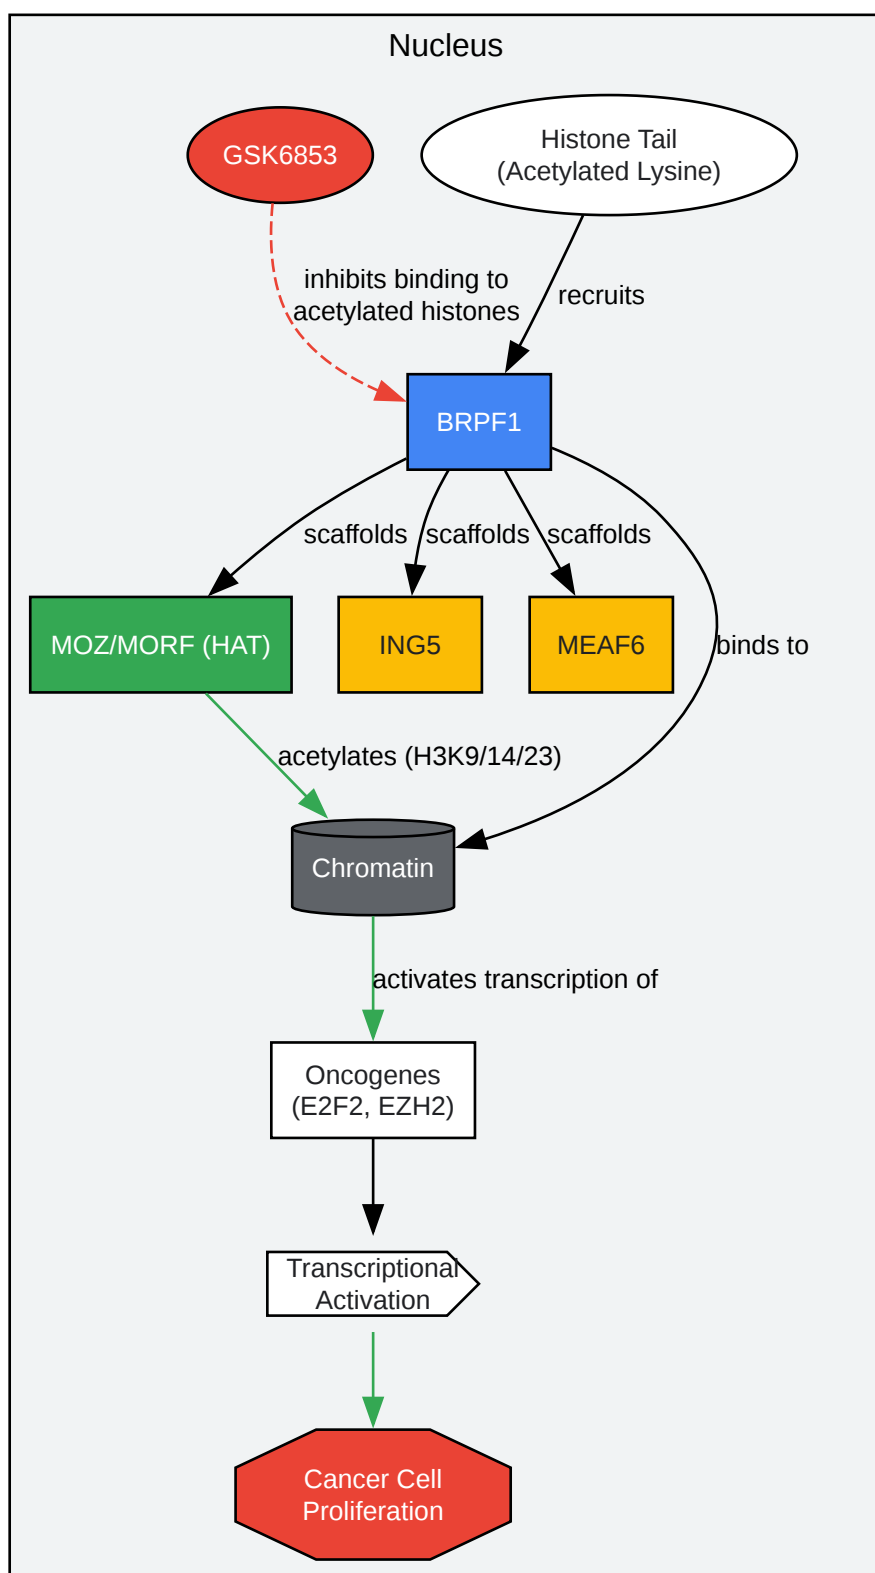 Nucleus
GSK6853
Histone Tail
(Acetylated Lysine)
inhibits binding to
acetylated histones
recruits
BRPF1
scaffolds
scaffolds
scaffolds
MOZ/MORF (HAT)
ING5
MEAF6
binds to
acetylates (H3K9/14/23)
Chromatin
activates transcription of
Oncogenes
(E2F2, EZH2)
Transcriptional
Activation
Cancer Cell
Proliferation